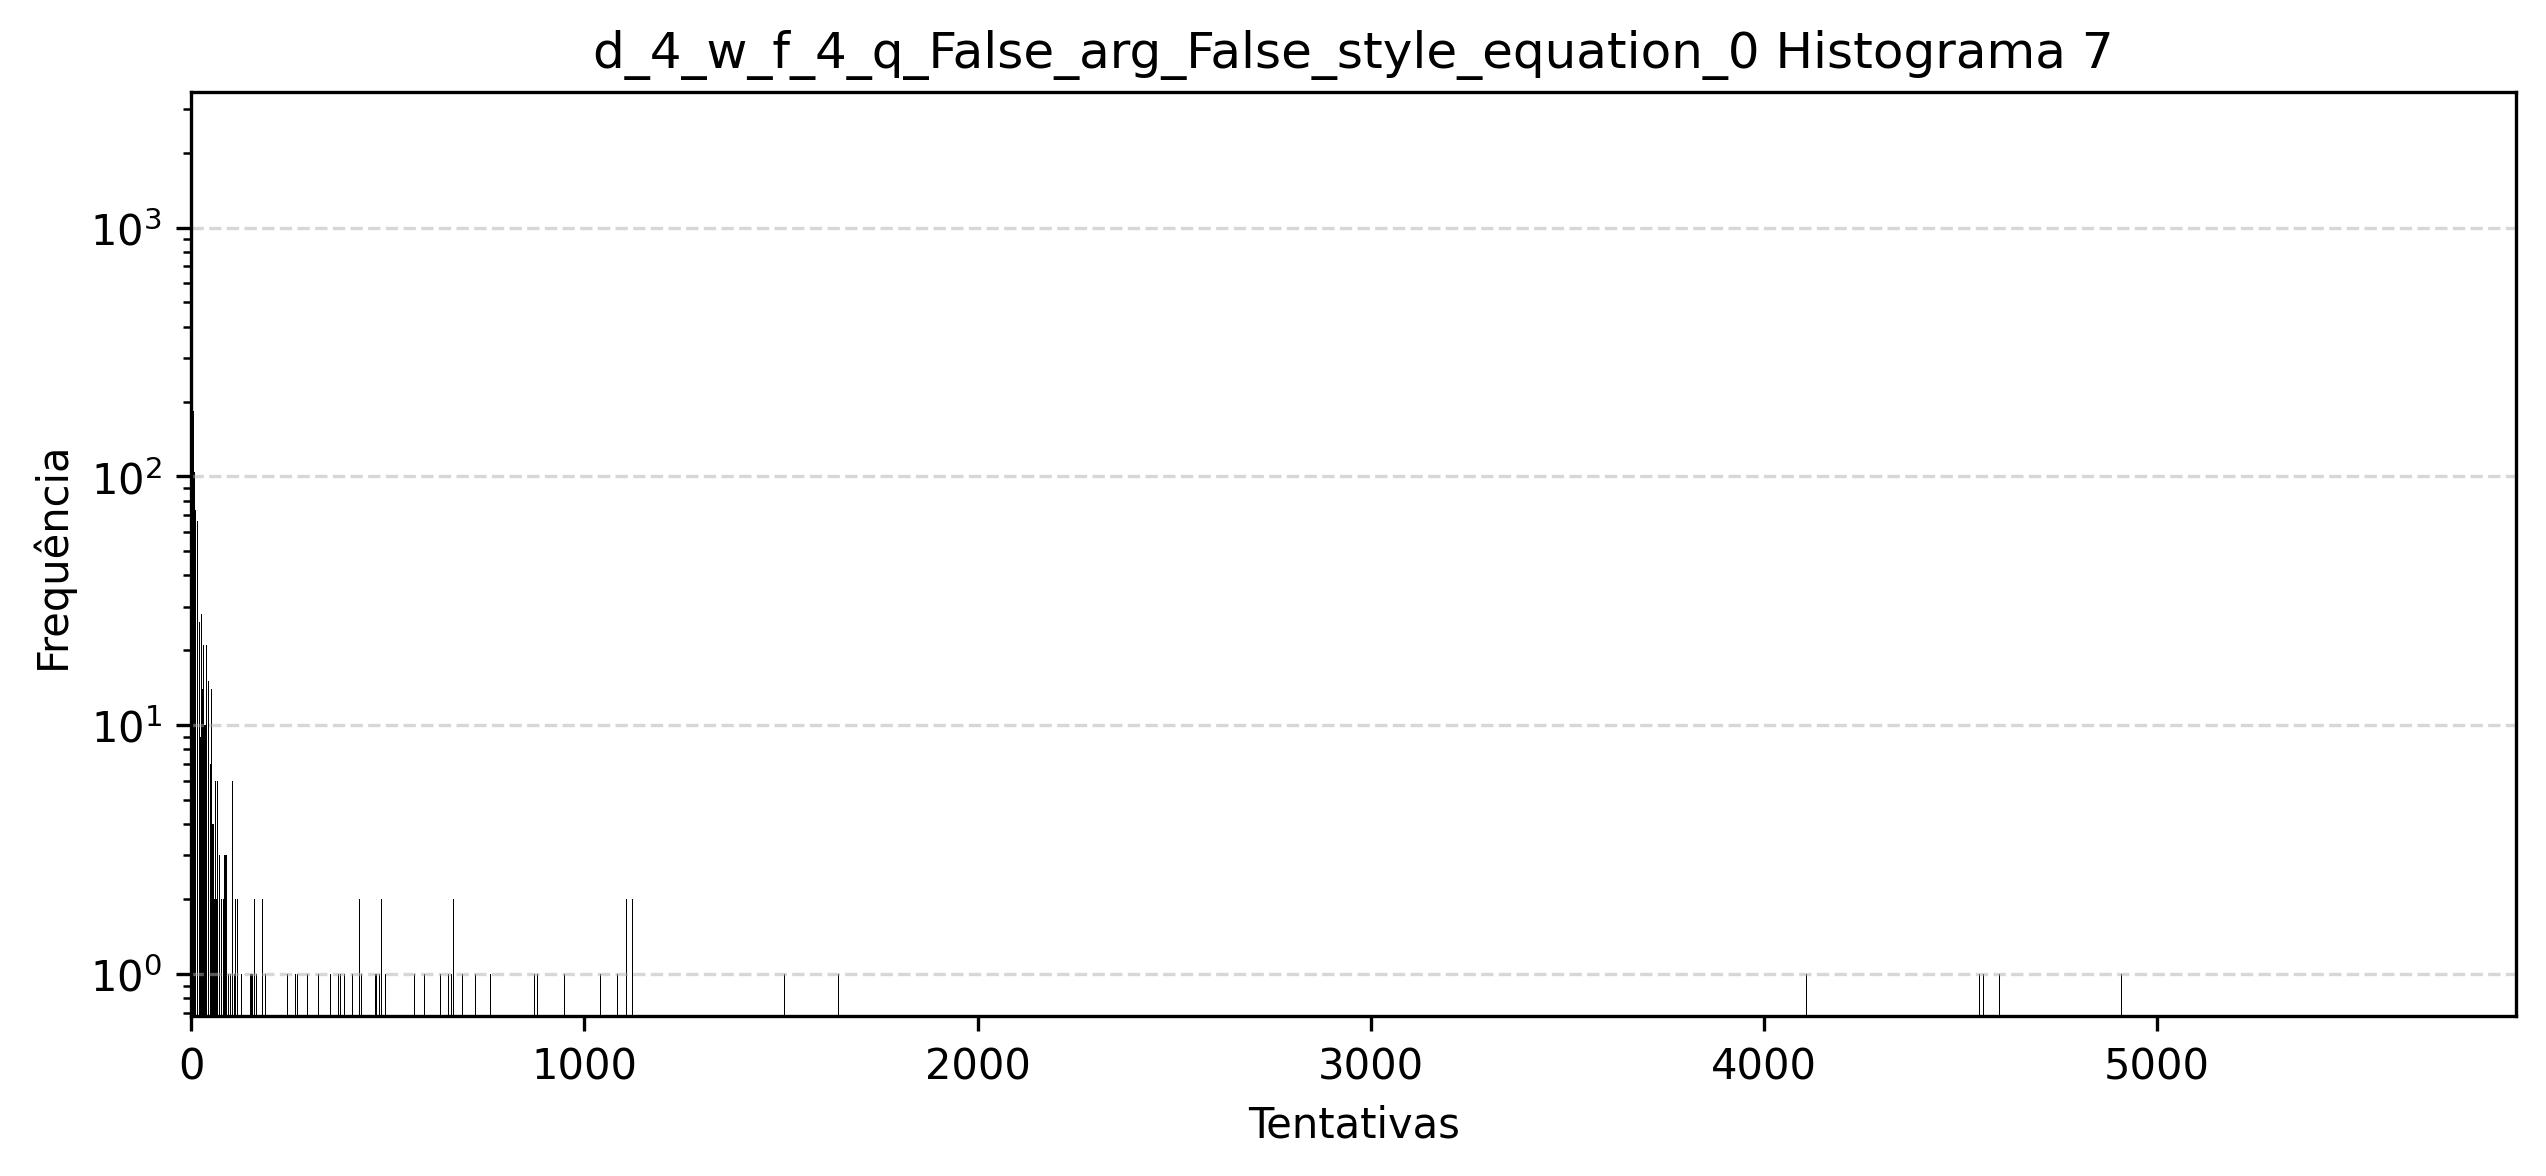 d_4_w_f_4_q_False_arg_False_style_equation_0 Histograma 7
10³
10²
10¹
10⁰
Frequência
0 1000 2000 3000 4000 5000
Tentativas